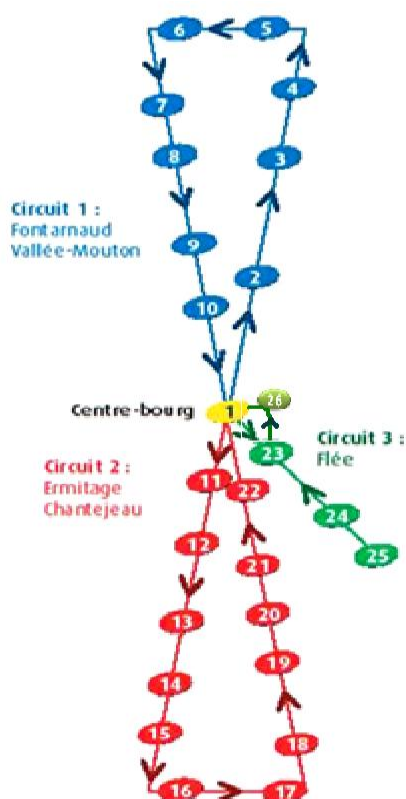 6 5
4
7
8 3
Circuit 1 :
Fontarnaud
Vallée-Mouton
9
2
10
Centre-bourg 1 26
Circuit 3 :
Flée
23
Circuit 2 :
Ermitage
Chantejeau
11 22
24
12
25
21
13 20
19
14
15 18
16 17